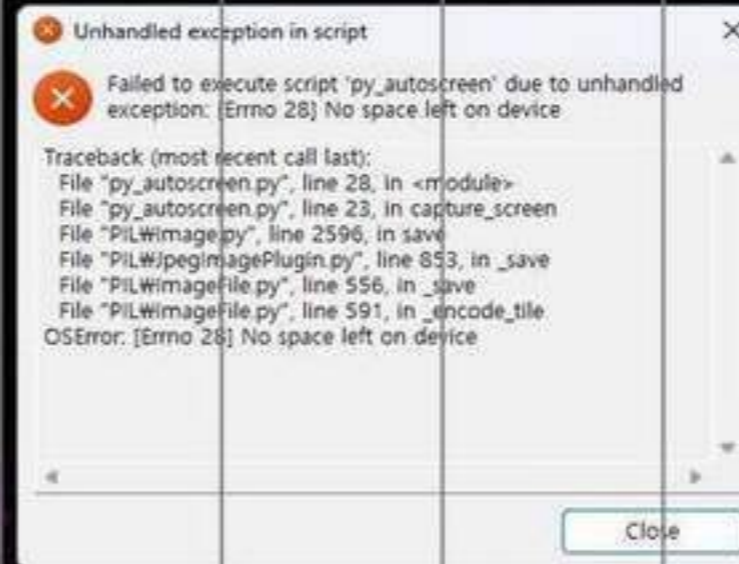 Unhandled exception in script
Failed to execute script 'py_autoscreen' due to unhandled
exception: [Errno 28] No space left on device
Traceback (most recent call last):
File "py_autoscreen.py", line 28, in <module>
File "py_autoscreen.py", line 23, in capture_screen
File "PIL₩Image.py", line 2596, in save
File "PIL₩JpegImagePlugin.py", line 853, in _save
File "PIL₩ImageFile.py", line 556, in _save
File "PIL₩ImageFile.py", line 591, in _encode_tile
OSError: [Errno 28] No space left on device
Close